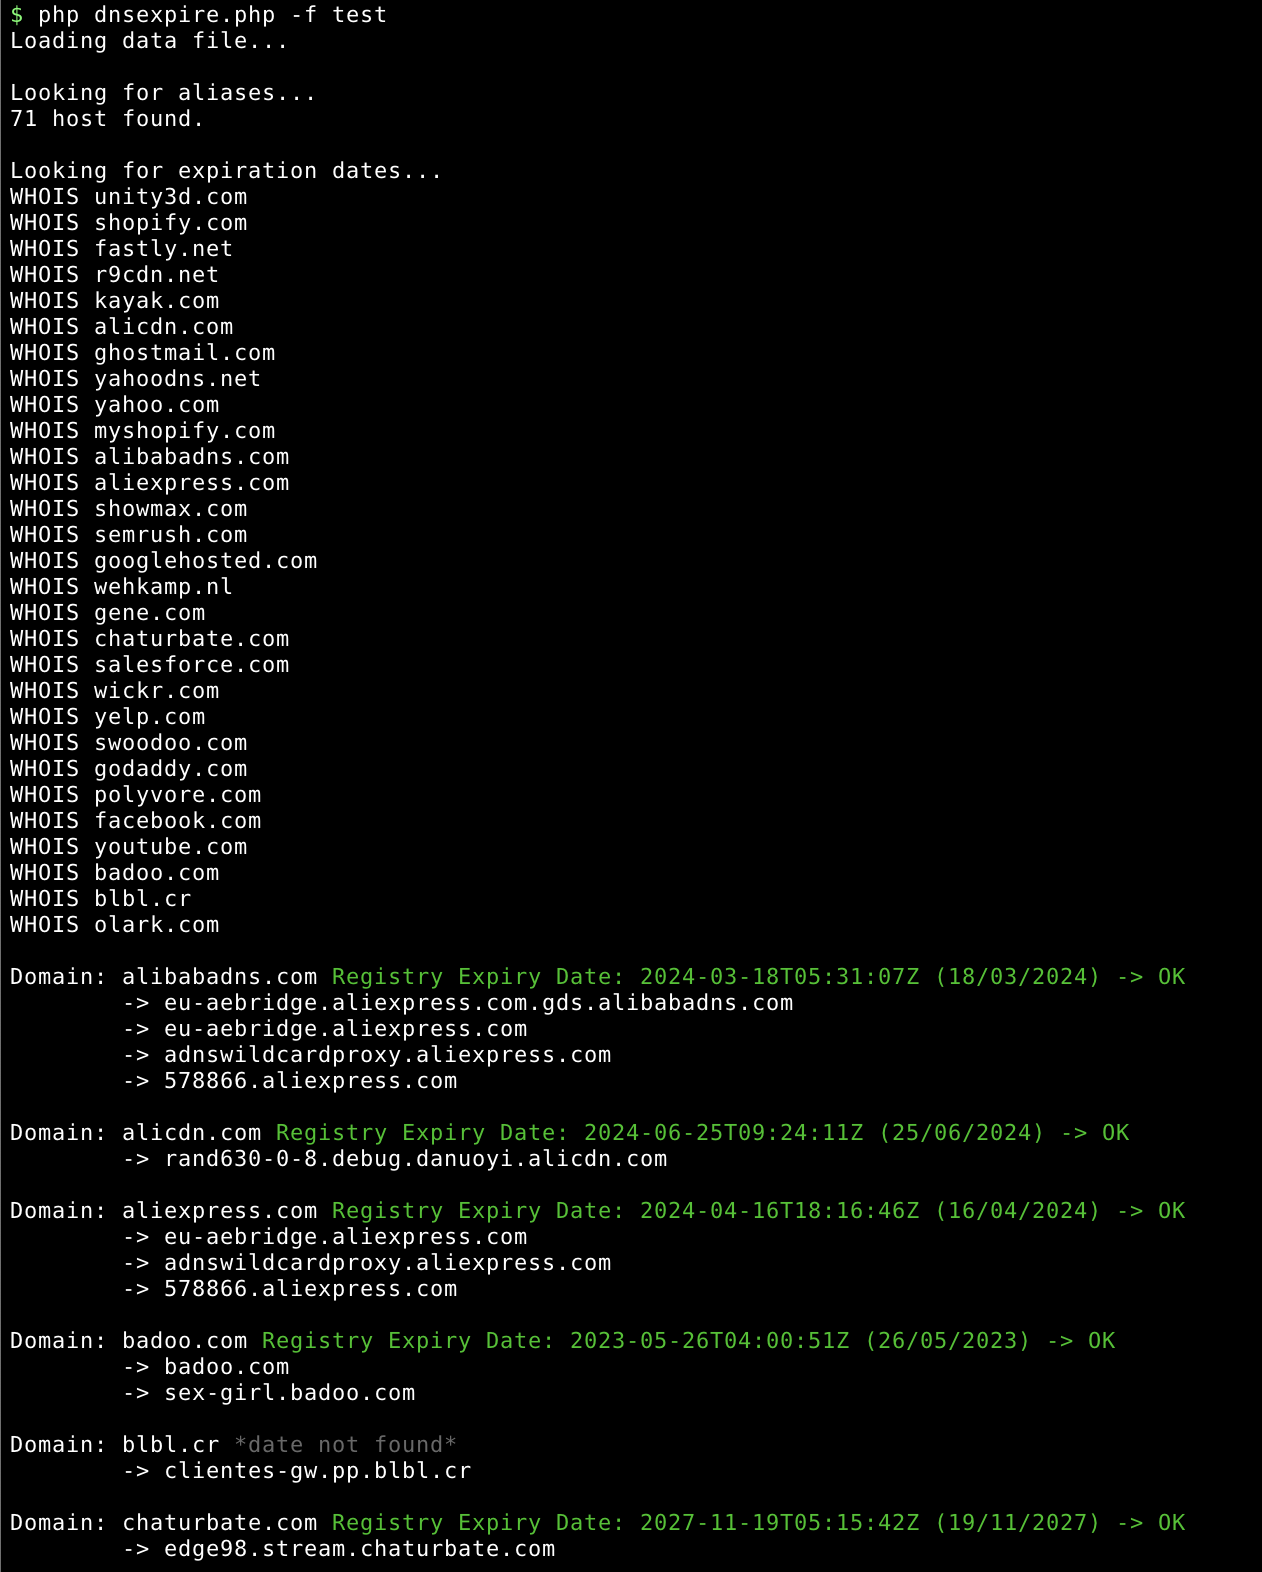 $ php dnsexpire.php -f test
Loading data file...
Looking for aliases...
71 host found.
Looking for expiration dates...
WHOIS unity3d.com
WHOIS shopify.com
WHOIS fastly.net
WHOIS r9cdn.net
WHOIS kayak.com
WHOIS alicdn.com
WHOIS ghostmail.com
WHOIS yahoodns.net
WHOIS yahoo.com
WHOIS myshopify.com
WHOIS alibabadns.com
WHOIS aliexpress.com
WHOIS showmax.com
WHOIS semrush.com
WHOIS googlehosted.com
WHOIS wehkamp.nl
WHOIS gene.com
WHOIS chaturbate.com
WHOIS salesforce.com
WHOIS wickr.com
WHOIS yelp.com
WHOIS swoodoo.com
WHOIS godaddy.com
WHOIS polyvore.com
WHOIS facebook.com
WHOIS youtube.com
WHOIS badoo.com
WHOIS blbl.cr
WHOIS olark.com
Domain: alibabadns.com Registry Expiry Date: 2024-03-18T05:31:07Z (18/03/2024) -> OK
-> eu-aebridge.aliexpress.com.gds.alibabadns.com
-> eu-aebridge.aliexpress.com
-> adnswildcardproxy.aliexpress.com
-> 578866.aliexpress.com
Domain: alicdn.com Registry Expiry Date: 2024-06-25T09:24:11Z (25/06/2024) -> OK
-> rand630-0-8.debug.danuoyi.alicdn.com
Domain: aliexpress.com Registry Expiry Date: 2024-04-16T18:16:46Z (16/04/2024) -> OK
-> eu-aebridge.aliexpress.com
-> adnswildcardproxy.aliexpress.com
-> 578866.aliexpress.com
Domain: badoo.com Registry Expiry Date: 2023-05-26T04:00:51Z (26/05/2023) -> OK
-> badoo.com
-> sex-girl.badoo.com
Domain: blbl.cr *date not found*
-> clientes-gw.pp.blbl.cr
Domain: chaturbate.com Registry Expiry Date: 2027-11-19T05:15:42Z (19/11/2027) -> OK
-> edge98.stream.chaturbate.com